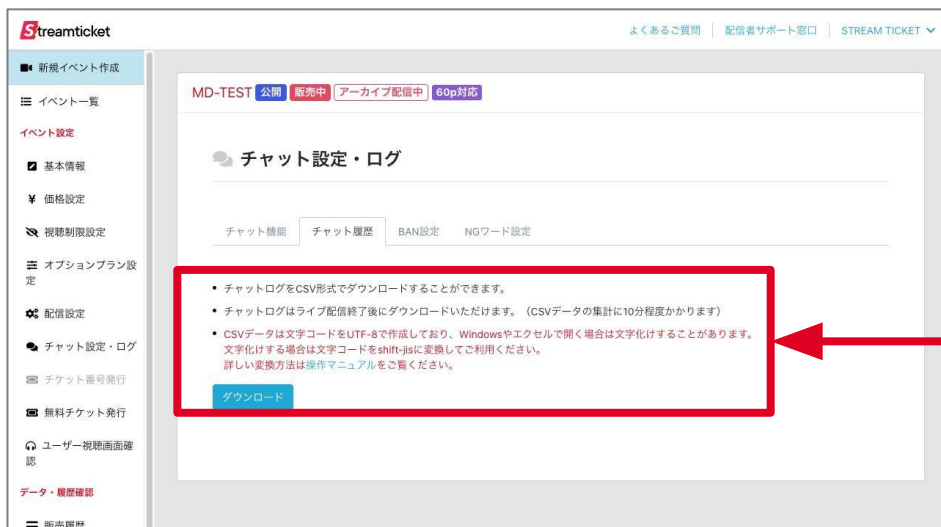 Streamticket
よくあるご質問
配信者サポート窓口
STREAM TICKET
新規イベント作成
イベント一覧
イベント設定
基本情報
価格設定
視聴制限設定
オプションプラン設
定
配信設定
チャット設定・ログ
チケット番号発行
無料チケット発行
ユーザー視聴画面確
認
データ・履歴確認
販売履歴
MD-TEST 公開 販売中 アーカイブ配信中 60p対応
チャット設定・ログ
チャット機能 チャット履歴 BAN設定 NGワード設定
• チャットログをCSV形式でダウンロードすることができます。
• チャットログはライブ配信終了後にダウンロードいただけます。（CSVデータの集計に10分程度かかります）
• CSVデータは文字コードをUTF-8で作成しており、Windowsやエクセルで開く場合は文字化けすることがあります。
文字化けする場合は文字コードをshift-jisに変換してご利用ください。
詳しい変換方法は操作マニュアルをご覧ください。
ダウンロード